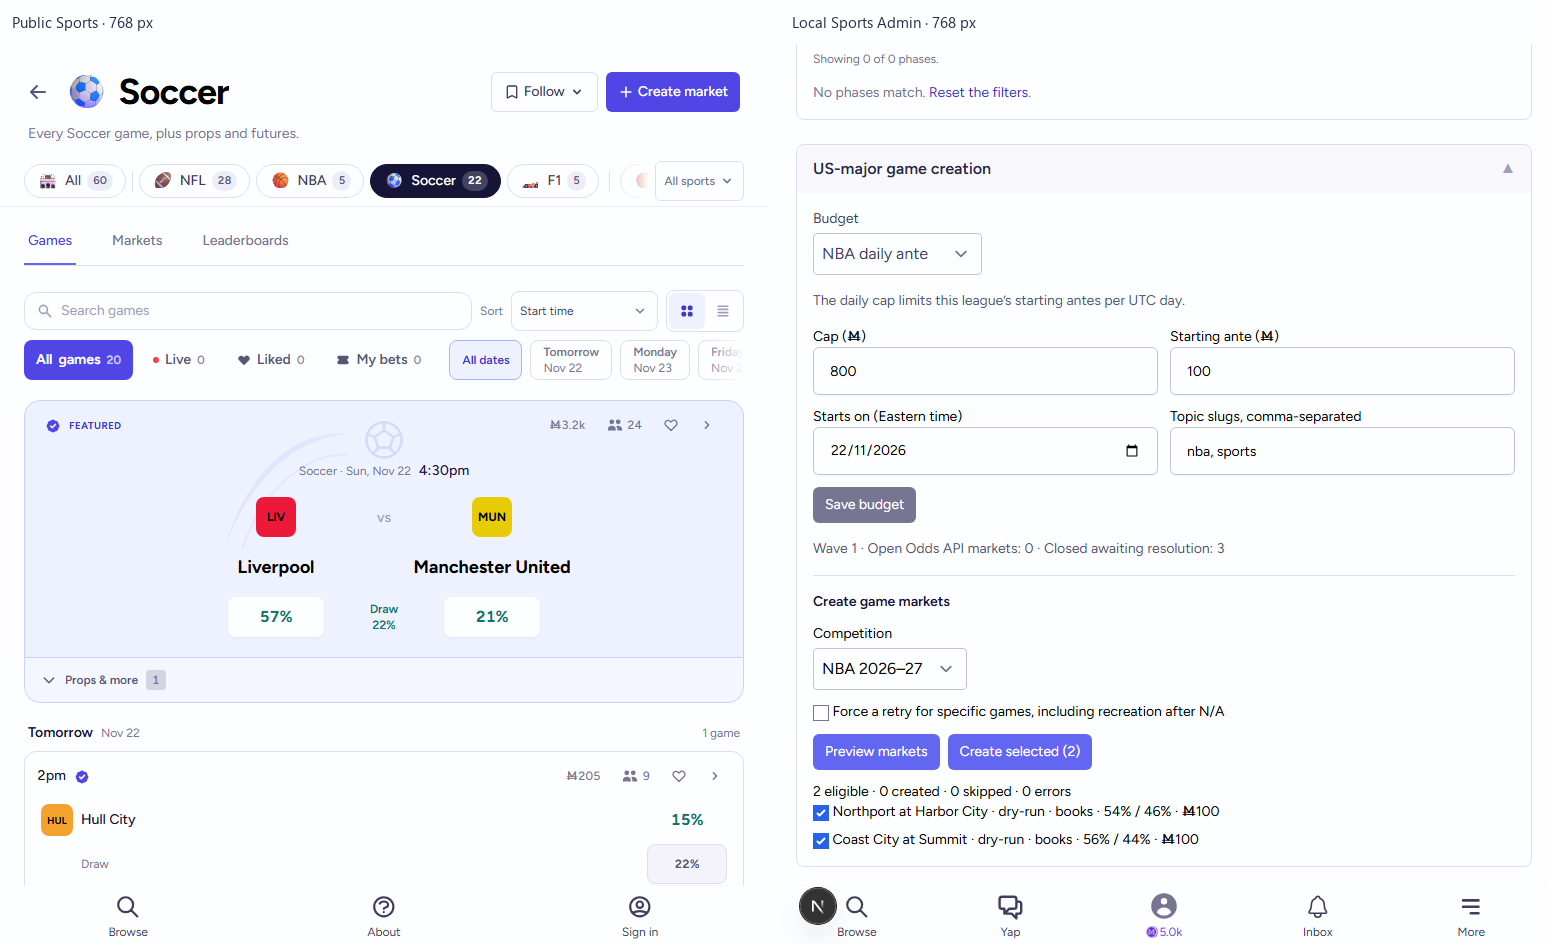 Public Sports · 768 px
Soccer
Follow
Create market
Every Soccer game, plus props and futures.
All 60
NFL 28
NBA 5
Soccer 22
F1 5
All sports
Games
Markets
Leaderboards
Search games
Sort
Start time
All games 20
Live 0
Liked 0
My bets 0
All dates
Tomorrow
Nov 22
Monday
Nov 23
FEATURED
M3.2k
24
Soccer · Sun, Nov 22 4:30pm
LIV
vs
MUN
Liverpool
Manchester United
57%
Draw
22%
21%
Props & more 1
Tomorrow Nov 22
1 game
2pm
M205
9
HUL
Hull City
15%
Draw
22%
Browse
About
Sign in
Local Sports Admin · 768 px
Showing 0 of 0 phases.
No phases match. Reset the filters.
US-major game creation
Budget
NBA daily ante
The daily cap limits this league's starting antes per UTC day.
Cap (M)
Starting ante (M)
800
100
Starts on (Eastern time)
Topic slugs, comma-separated
22/11/2026
nba, sports
Save budget
Wave 1 · Open Odds API markets: 0 · Closed awaiting resolution: 3
Create game markets
Competition
NBA 2026–27
Force a retry for specific games, including recreation after N/A
Preview markets
Create selected (2)
2 eligible · 0 created · 0 skipped · 0 errors
Northport at Harbor City · dry-run · books · 54% / 46% · M100
Coast City at Summit · dry-run · books · 56% / 44% · M100
N
Browse
Yap
M5.0k
Inbox
More